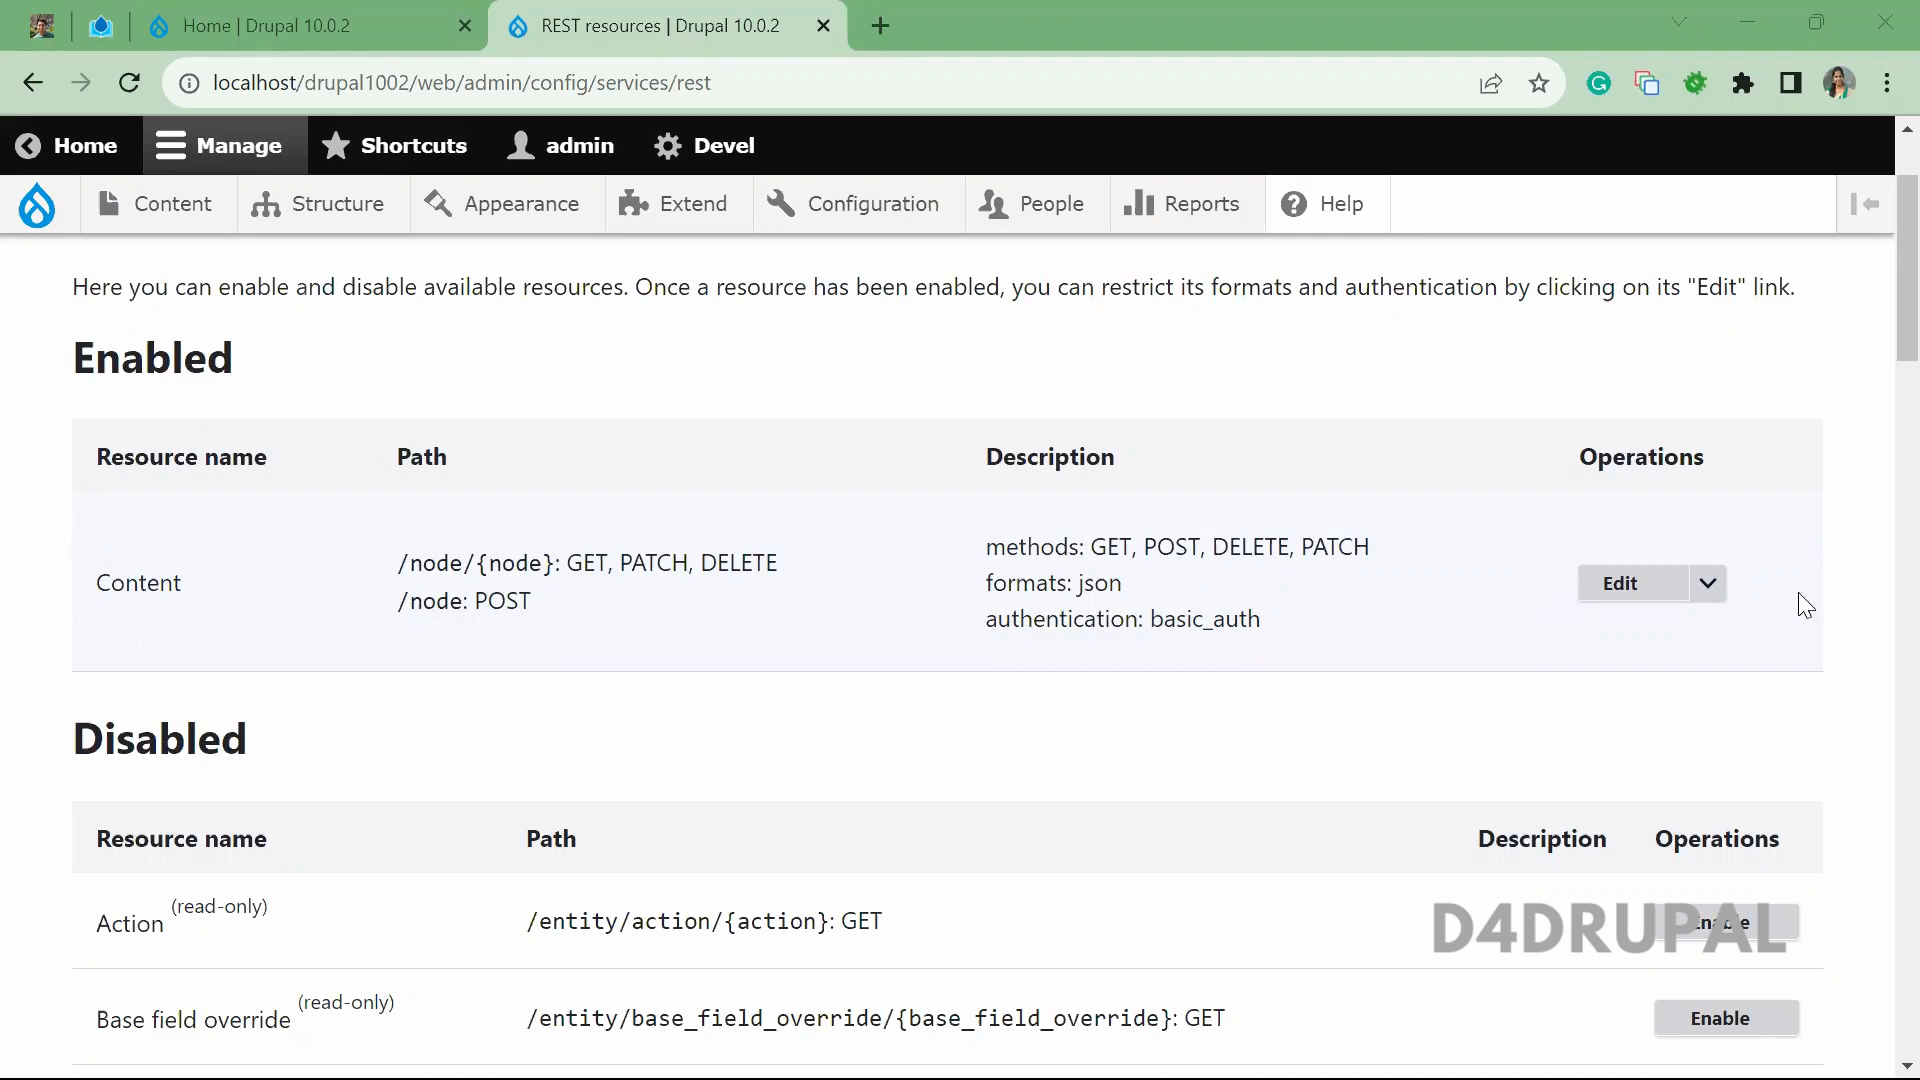 Home | Drupal 10.0.2
REST resources | Drupal 10.0.2
localhost/drupal1002/web/admin/config/services/rest
Home Manage Shortcuts admin Devel
Content Structure Appearance Extend Configuration People Reports Help
Here you can enable and disable available resources. Once a resource has been enabled, you can restrict its formats and authentication by clicking on its "Edit" link.
Enabled
Resource name Path Description Operations
Content
/node/{node}: GET, PATCH, DELETE
/node: POST
methods: GET, POST, DELETE, PATCH
formats: json
authentication: basic_auth
Edit
Disabled
Resource name Path Description Operations
Action (read-only) /entity/action/{action}: GET Enable
D4DRUPAL
Base field override (read-only) /entity/base_field_override/{base_field_override}: GET Enable